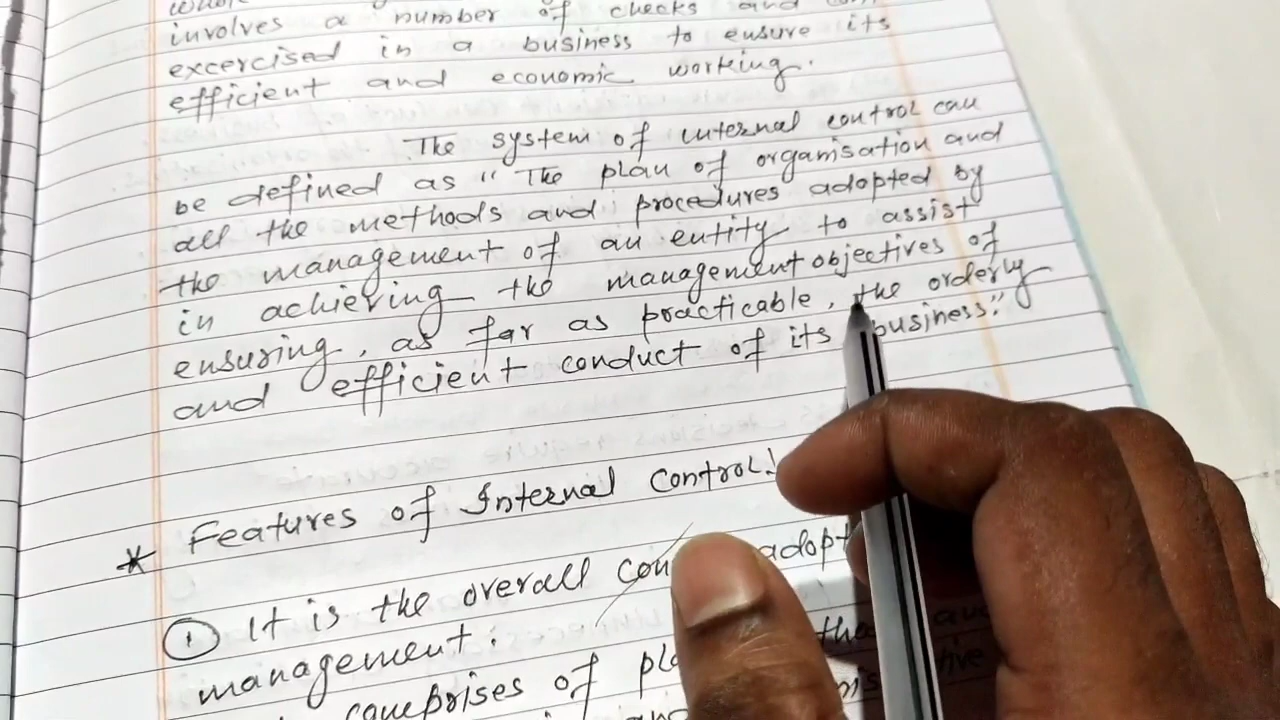 involves a number of checks and
excercised in a business to ensure its
efficient and economic working.
The system of internal control can
be defined as "The plan of organisation and
all the methods and procedures adopted by
the management of an entity to assist
in achieving the management objectives of
ensuring, as far as practicable, the orderly
and efficient conduct of its business."
* Features of Internal Control:
① It is the overall adopt
management.
comprises of the